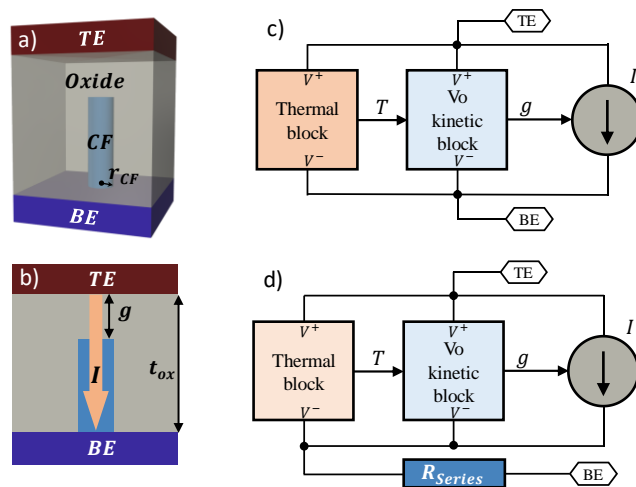 a)
TE
Oxide
CF
r_CF
BE
b)
TE
g
I
t_ox
BE
c)
TE
V⁺
Thermal
block
V⁻
T
V⁺
Vo
kinetic
block
V⁻
g
I
BE
d)
TE
V⁺
Thermal
block
V⁻
T
V⁺
Vo
kinetic
block
V⁻
g
I
R_Series
BE